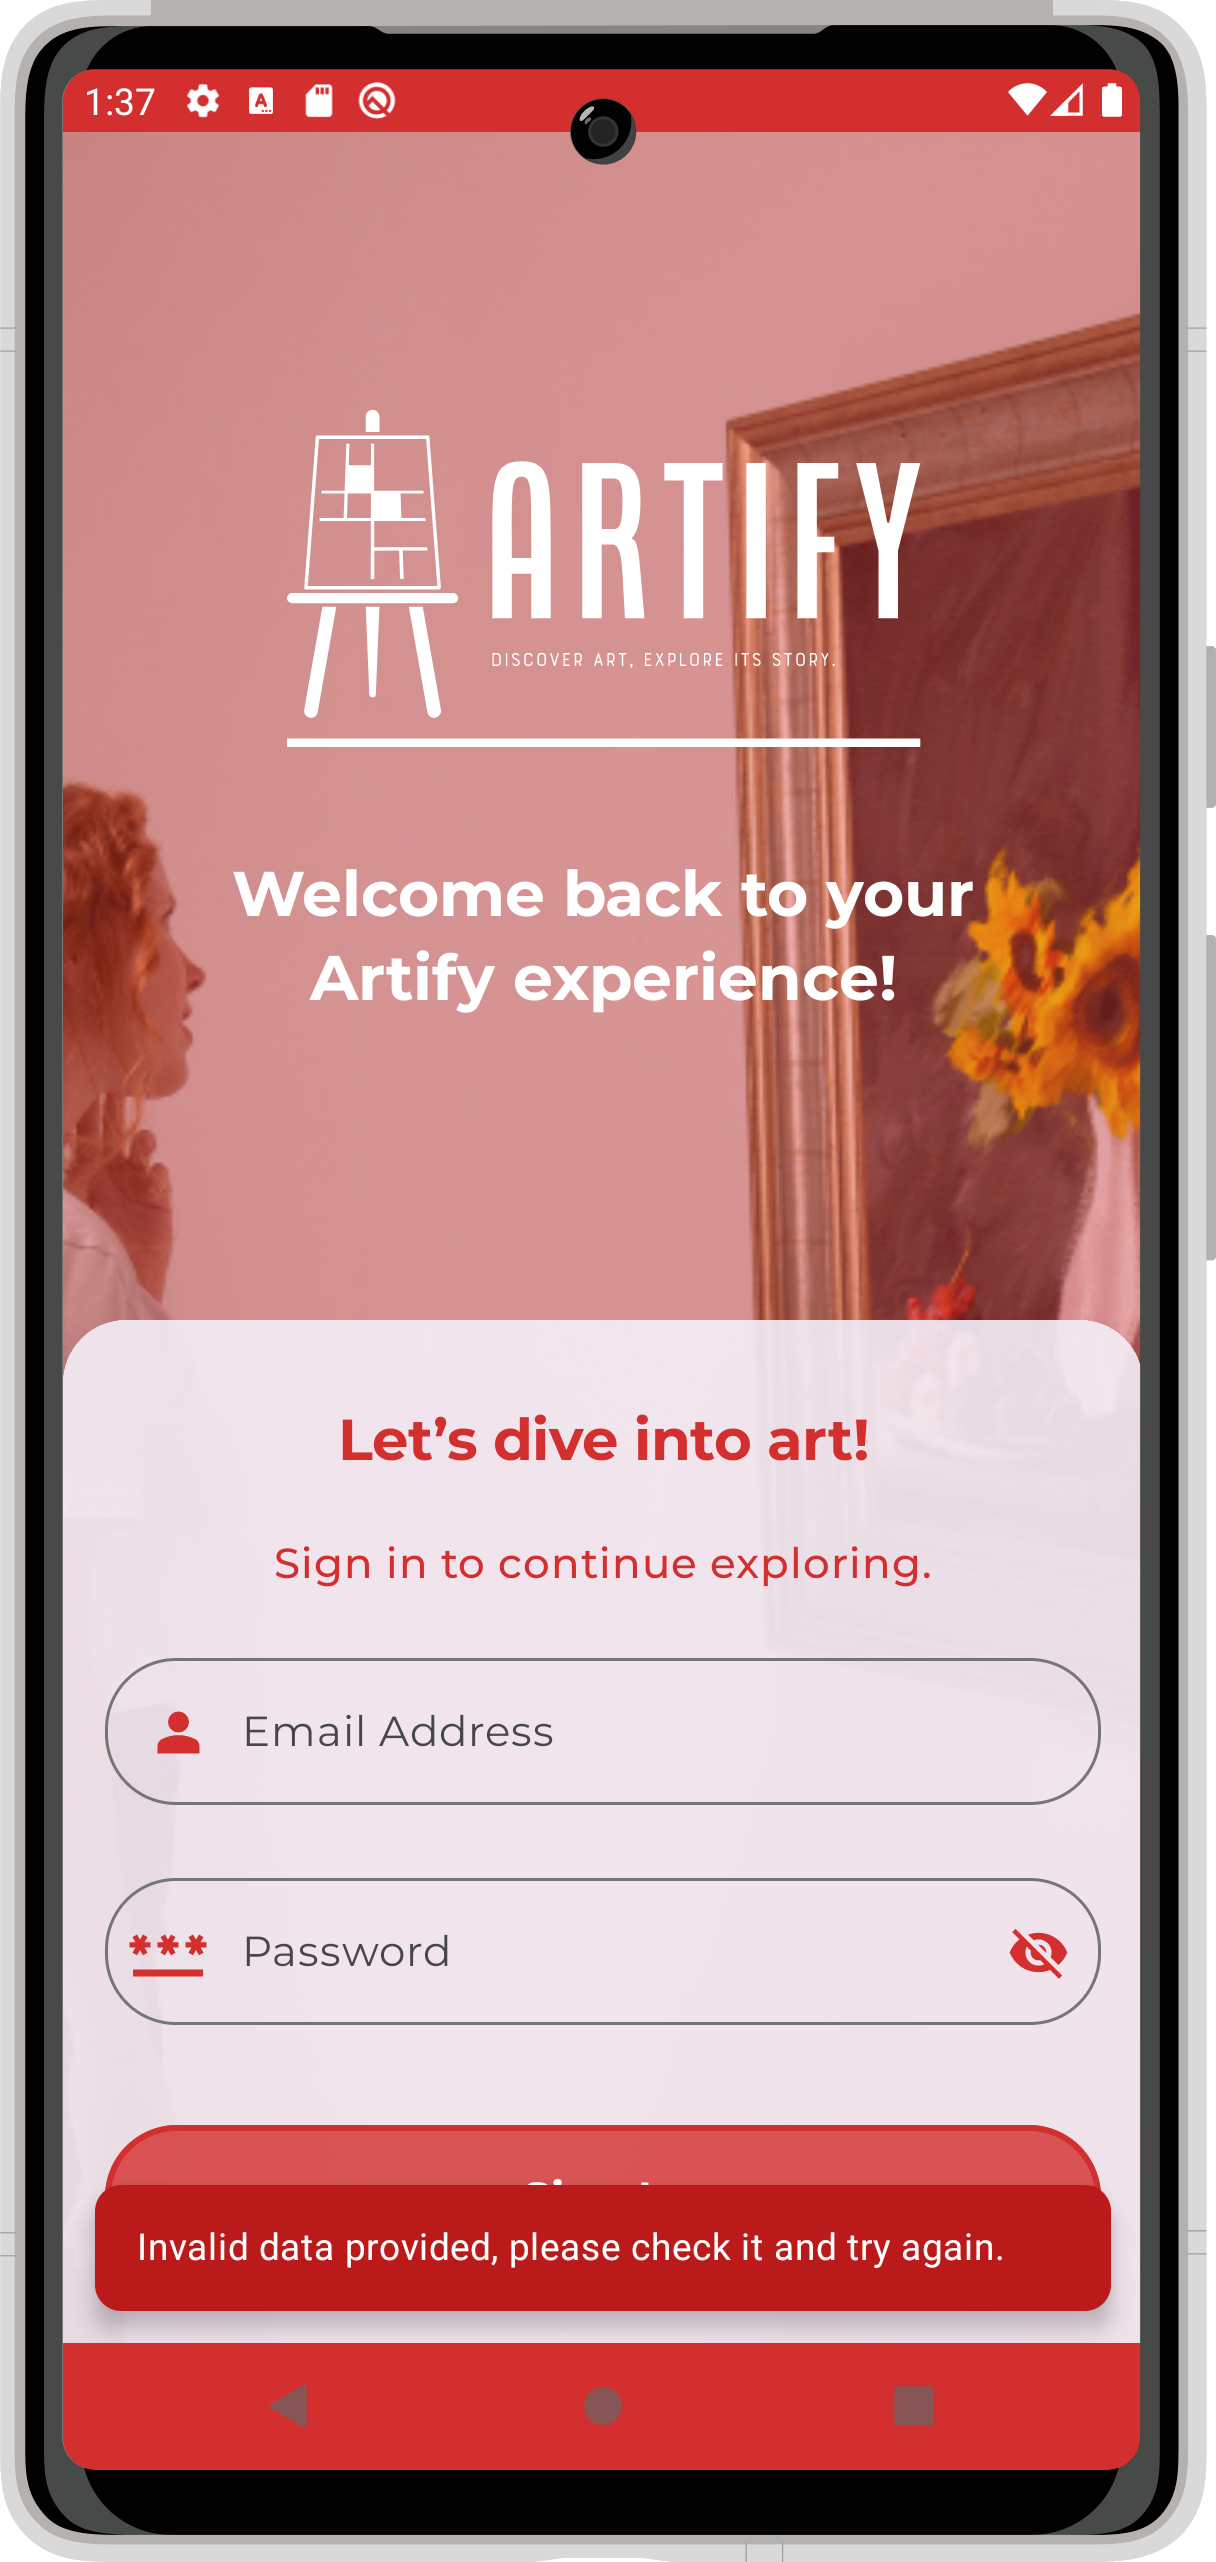 1:37
ARTIFY
DISCOVER ART, EXPLORE ITS STORY.
Welcome back to your
Artify experience!
Let's dive into art!
Sign in to continue exploring.
Email Address
*** Password
Invalid data provided, please check it and try again.